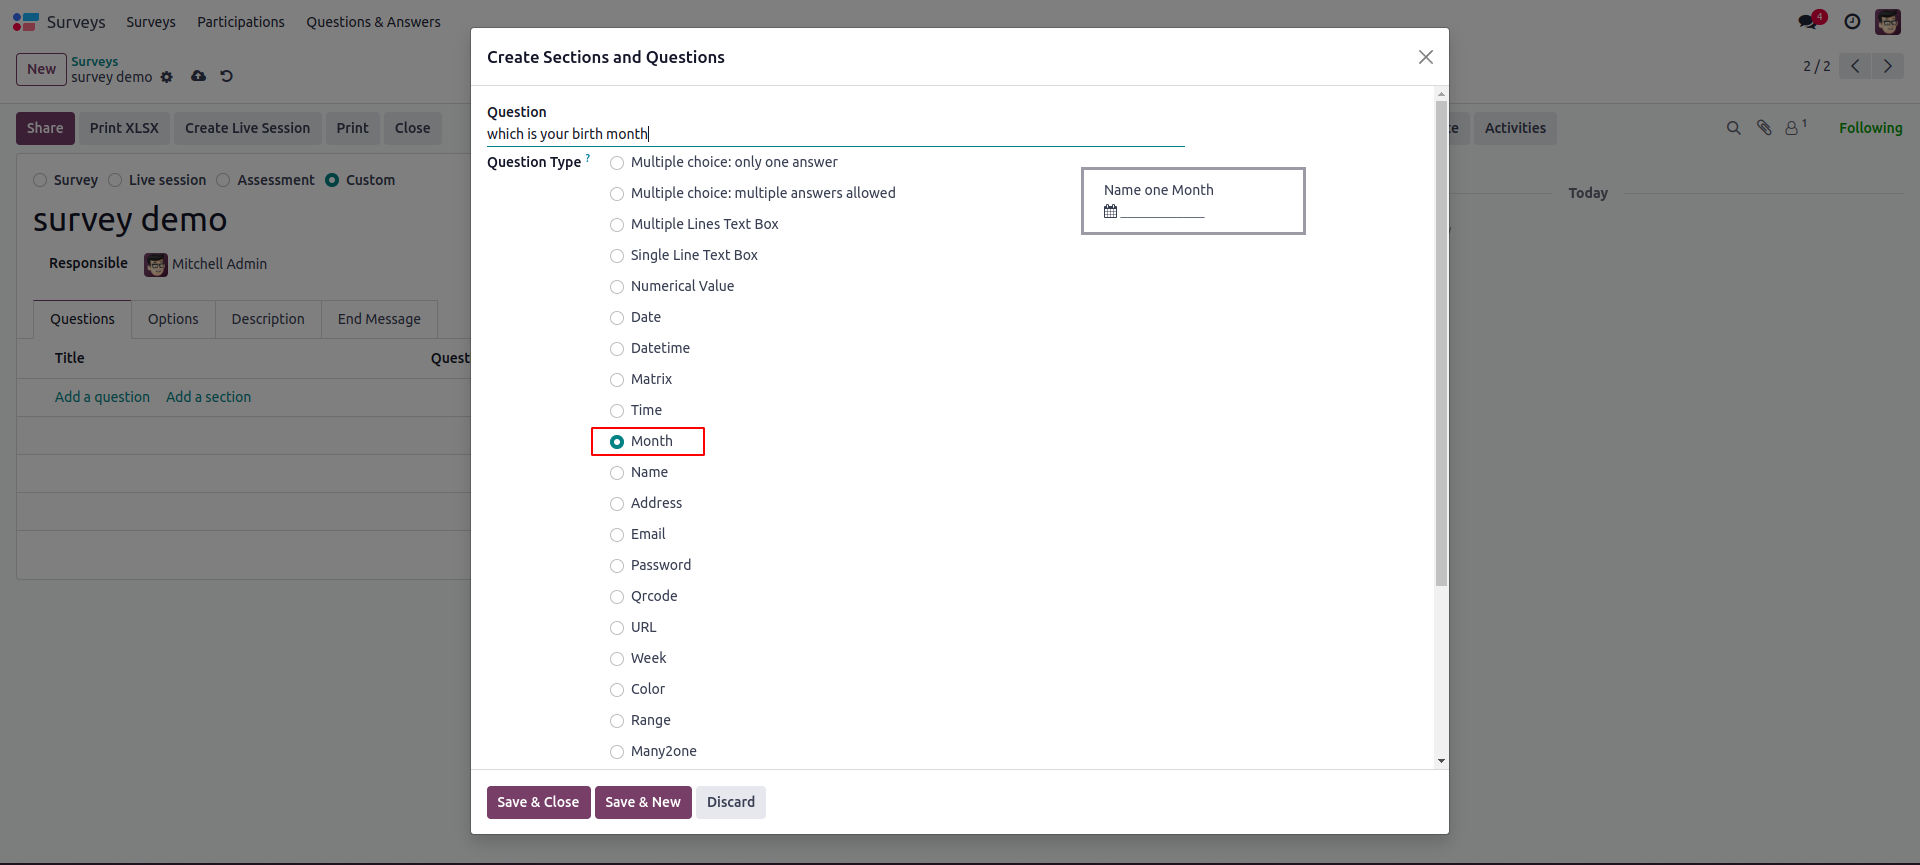 Surveys Surveys Participations Questions & Answers 4
New Surveys
survey demo 2 / 2
Share Print XLSX Create Live Session Print Close Activities 1 Following
Survey Live session Assessment Custom
survey demo
Responsible Mitchell Admin
Questions Options Description End Message
Title Quest
Add a question Add a section
Today
Create Sections and Questions
Question
which is your birth month
Question Type ?
Multiple choice: only one answer
Multiple choice: multiple answers allowed
Multiple Lines Text Box
Single Line Text Box
Numerical Value
Date
Datetime
Matrix
Time
Month
Name
Address
Email
Password
Qrcode
URL
Week
Color
Range
Many2one
Name one Month
Save & Close Save & New Discard